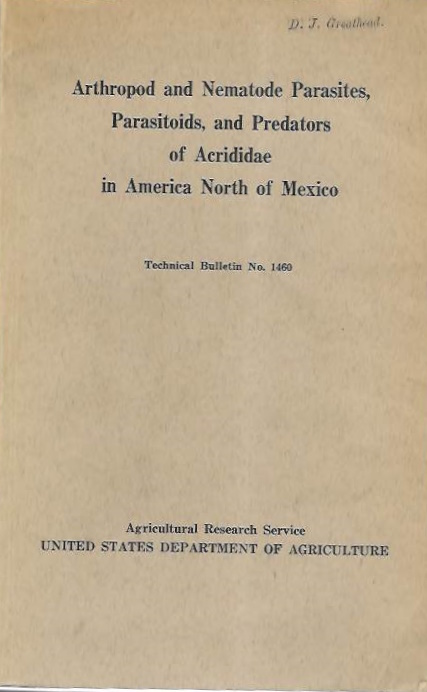 D. J. Greathead.
Arthropod and Nematode Parasites,
Parasitoids, and Predators
of Acrididae
in America North of Mexico
Technical Bulletin No. 1460
Agricultural Research Service
UNITED STATES DEPARTMENT OF AGRICULTURE